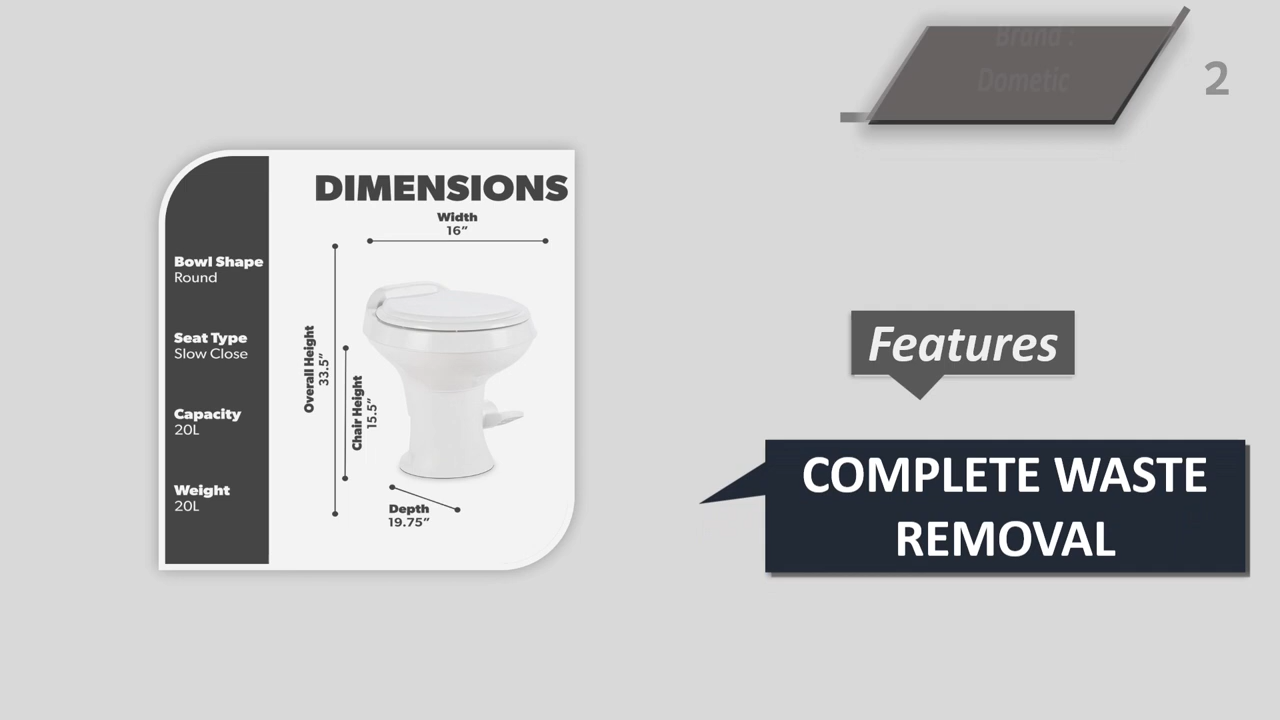 Brand :
Dometic
2
DIMENSIONS
Width
16”
Bowl Shape
Round
Seat Type
Slow Close
Capacity
20L
Weight
20L
Overall Height
33.5”
Chair Height
15.5”
Depth
19.75”
Features
COMPLETE WASTE
REMOVAL